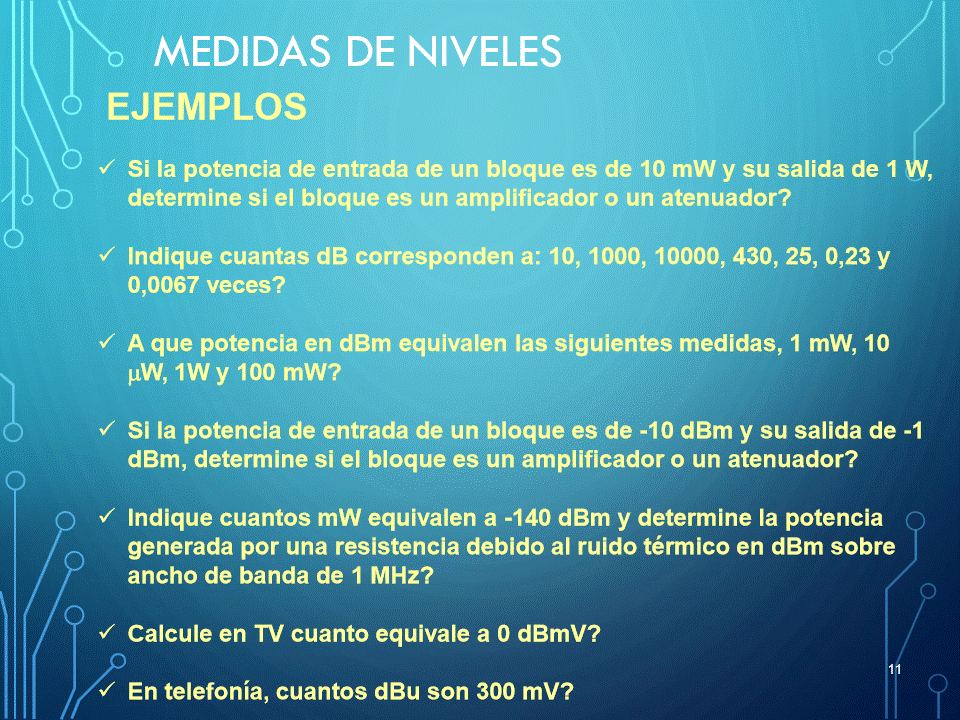 MEDIDAS DE NIVELES
EJEMPLOS
✓ Si la potencia de entrada de un bloque es de 10 mW y su salida de 1 W,
determine si el bloque es un amplificador o un atenuador?
✓ Indique cuantas dB corresponden a: 10, 1000, 10000, 430, 25, 0,23 y
0,0067 veces?
✓ A que potencia en dBm equivalen las siguientes medidas, 1 mW, 10
μW, 1W y 100 mW?
✓ Si la potencia de entrada de un bloque es de -10 dBm y su salida de -1
dBm, determine si el bloque es un amplificador o un atenuador?
✓ Indique cuantos mW equivalen a -140 dBm y determine la potencia
generada por una resistencia debido al ruido térmico en dBm sobre
ancho de banda de 1 MHz?
✓ Calcule en TV cuanto equivale a 0 dBmV?
11
✓ En telefonía, cuantos dBu son 300 mV?